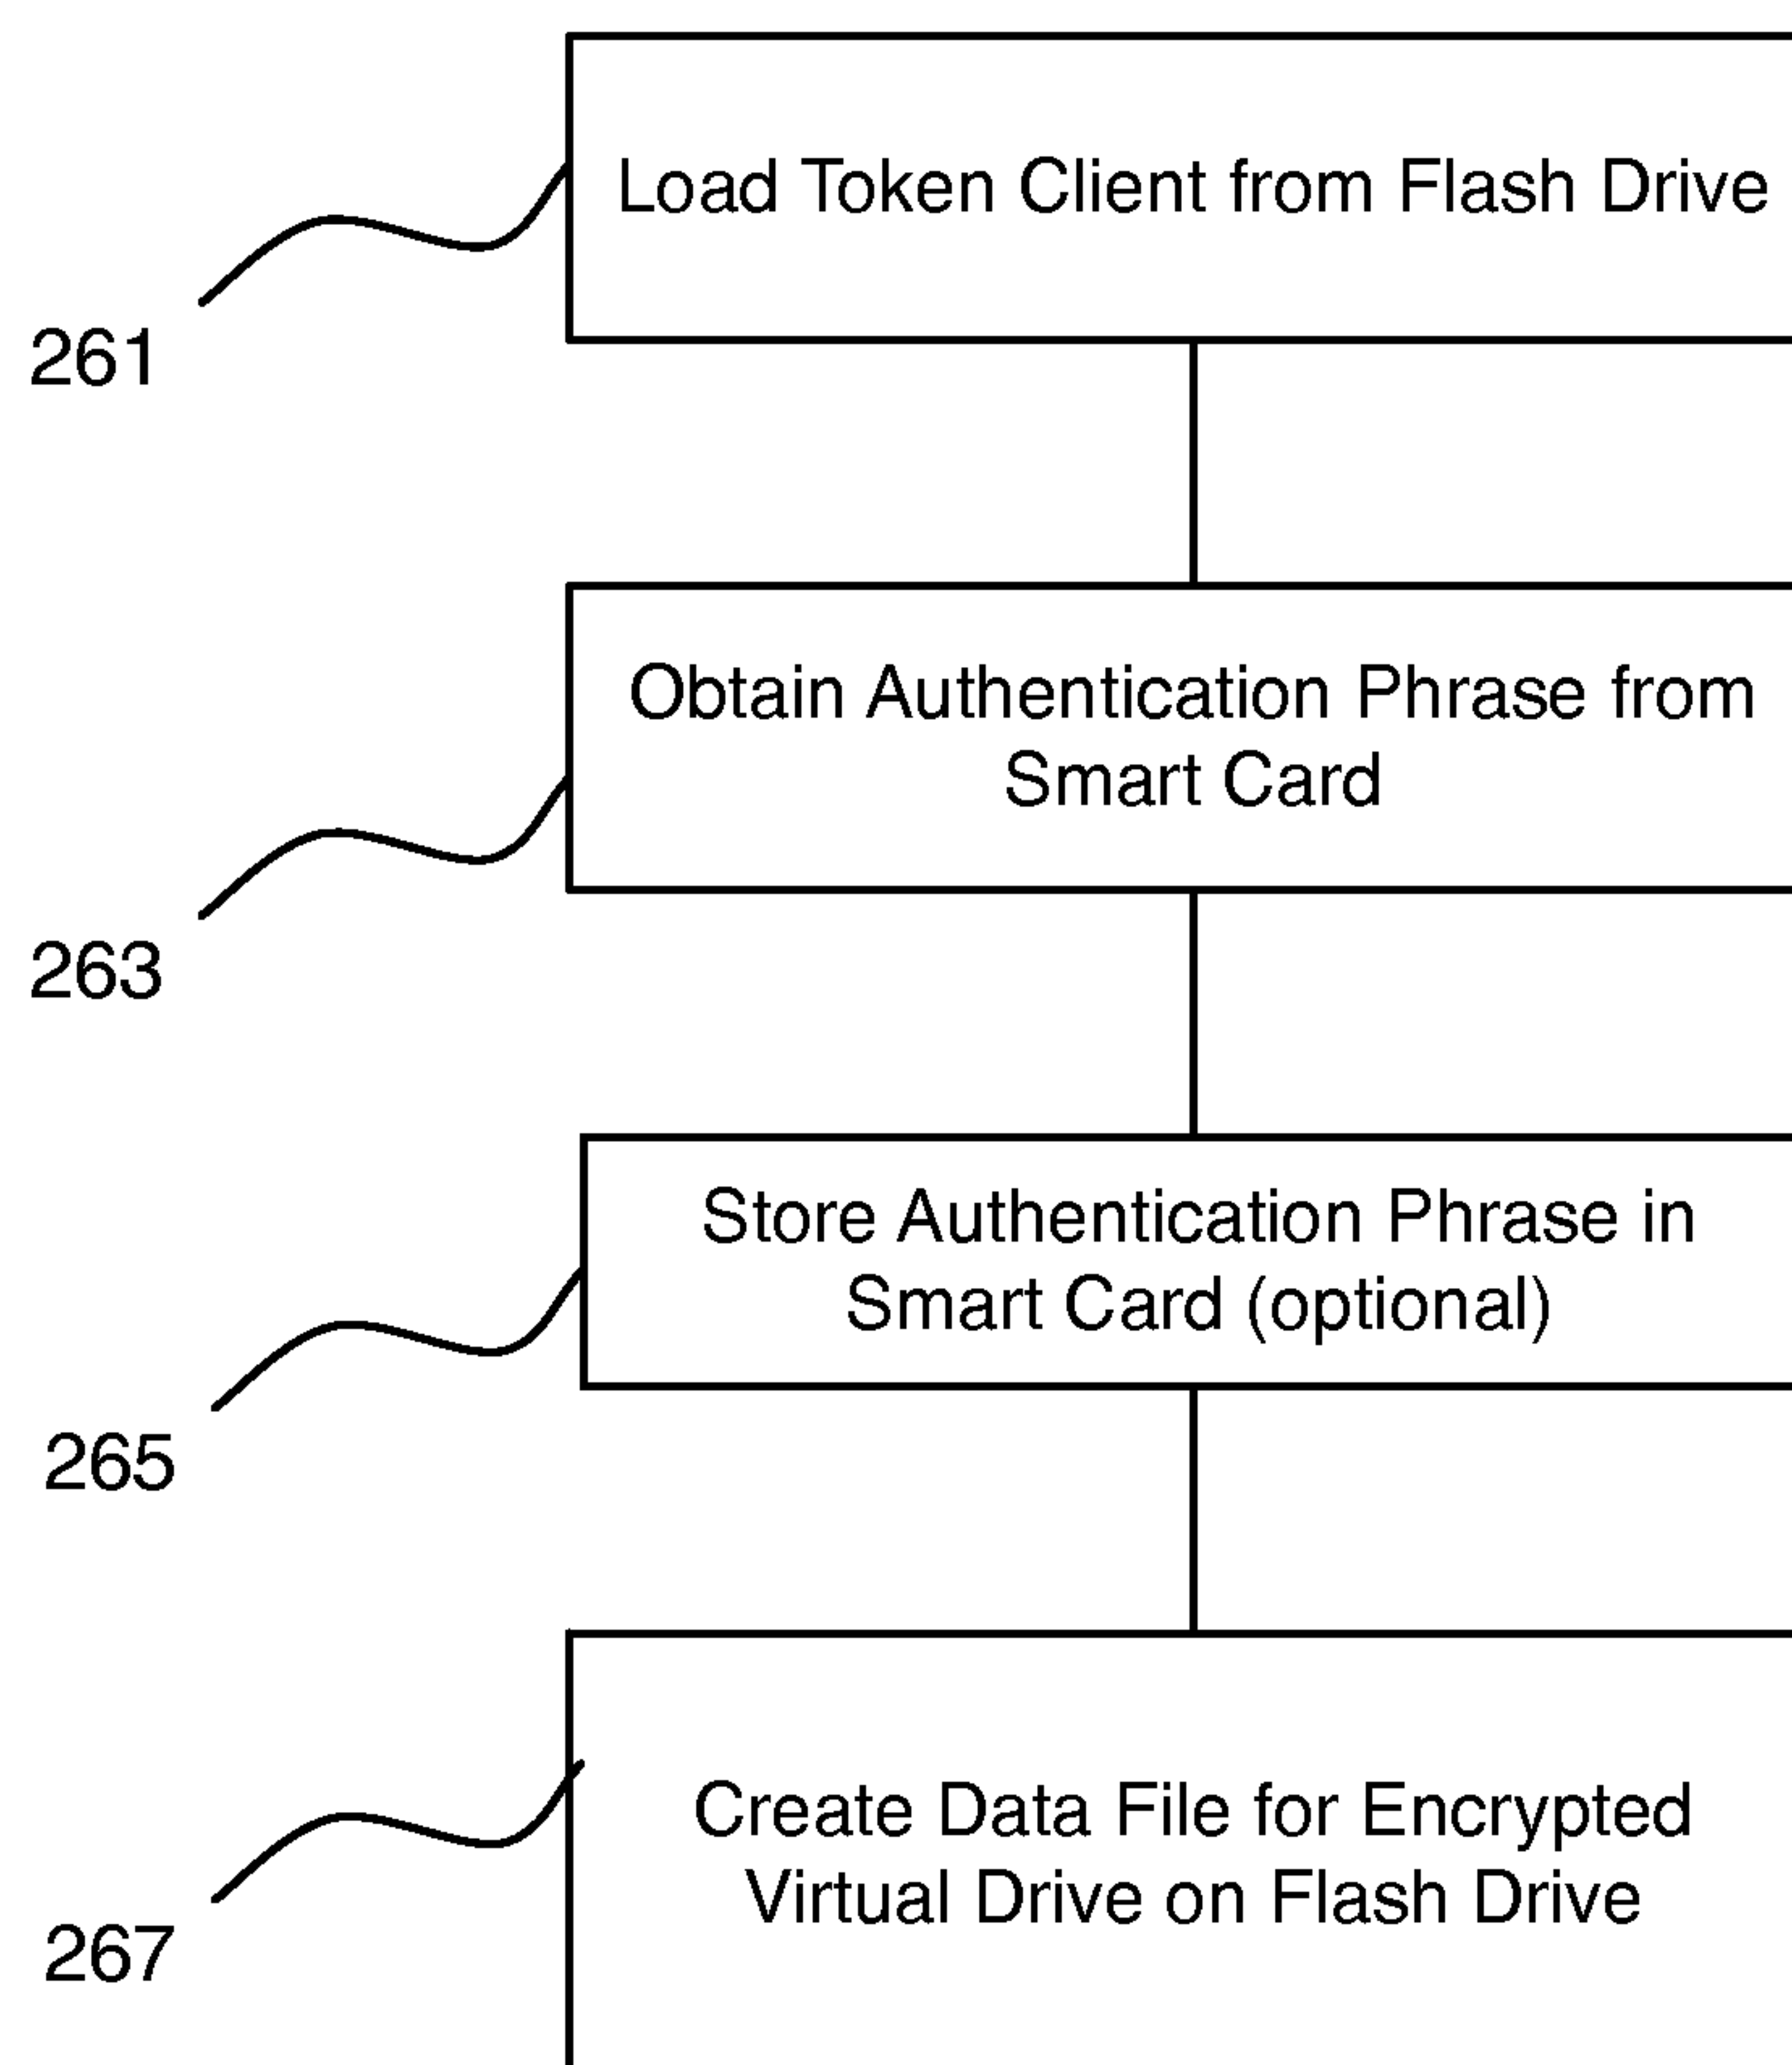 Load Token Client from Flash Drive
261
Obtain Authentication Phrase from
Smart Card
263
Store Authentication Phrase in
Smart Card (optional)
265
Create Data File for Encrypted
Virtual Drive on Flash Drive
267